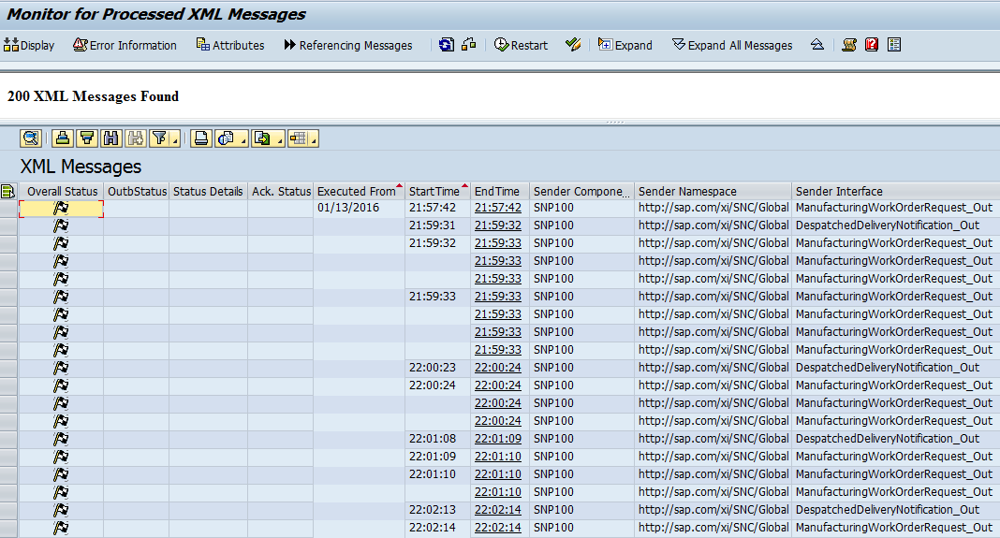 Monitor for Processed XML Messages
Display Error Information Attributes Referencing Messages Restart Expand Expand All Messages
200 XML Messages Found
XML Messages
Overall Status OutbStatus Status Details Ack. Status Executed From StartTime EndTime Sender Compone... Sender Namespace Sender Interface
01/13/2016 21:57:42 21:57:42 SNP100 http://sap.com/xi/SNC/Global ManufacturingWorkOrderRequest_Out
21:59:31 21:59:32 SNP100 http://sap.com/xi/SNC/Global DespatchedDeliveryNotification_Out
21:59:32 21:59:33 SNP100 http://sap.com/xi/SNC/Global ManufacturingWorkOrderRequest_Out
21:59:33 SNP100 http://sap.com/xi/SNC/Global ManufacturingWorkOrderRequest_Out
21:59:33 SNP100 http://sap.com/xi/SNC/Global ManufacturingWorkOrderRequest_Out
21:59:33 21:59:33 SNP100 http://sap.com/xi/SNC/Global ManufacturingWorkOrderRequest_Out
21:59:33 SNP100 http://sap.com/xi/SNC/Global ManufacturingWorkOrderRequest_Out
21:59:33 SNP100 http://sap.com/xi/SNC/Global ManufacturingWorkOrderRequest_Out
21:59:33 SNP100 http://sap.com/xi/SNC/Global ManufacturingWorkOrderRequest_Out
22:00:23 22:00:24 SNP100 http://sap.com/xi/SNC/Global DespatchedDeliveryNotification_Out
22:00:24 22:00:24 SNP100 http://sap.com/xi/SNC/Global ManufacturingWorkOrderRequest_Out
22:00:24 SNP100 http://sap.com/xi/SNC/Global ManufacturingWorkOrderRequest_Out
22:00:24 SNP100 http://sap.com/xi/SNC/Global ManufacturingWorkOrderRequest_Out
22:01:08 22:01:09 SNP100 http://sap.com/xi/SNC/Global DespatchedDeliveryNotification_Out
22:01:09 22:01:10 SNP100 http://sap.com/xi/SNC/Global ManufacturingWorkOrderRequest_Out
22:01:10 22:01:10 SNP100 http://sap.com/xi/SNC/Global ManufacturingWorkOrderRequest_Out
22:01:10 SNP100 http://sap.com/xi/SNC/Global ManufacturingWorkOrderRequest_Out
22:02:13 22:02:14 SNP100 http://sap.com/xi/SNC/Global DespatchedDeliveryNotification_Out
22:02:14 22:02:14 SNP100 http://sap.com/xi/SNC/Global ManufacturingWorkOrderRequest_Out